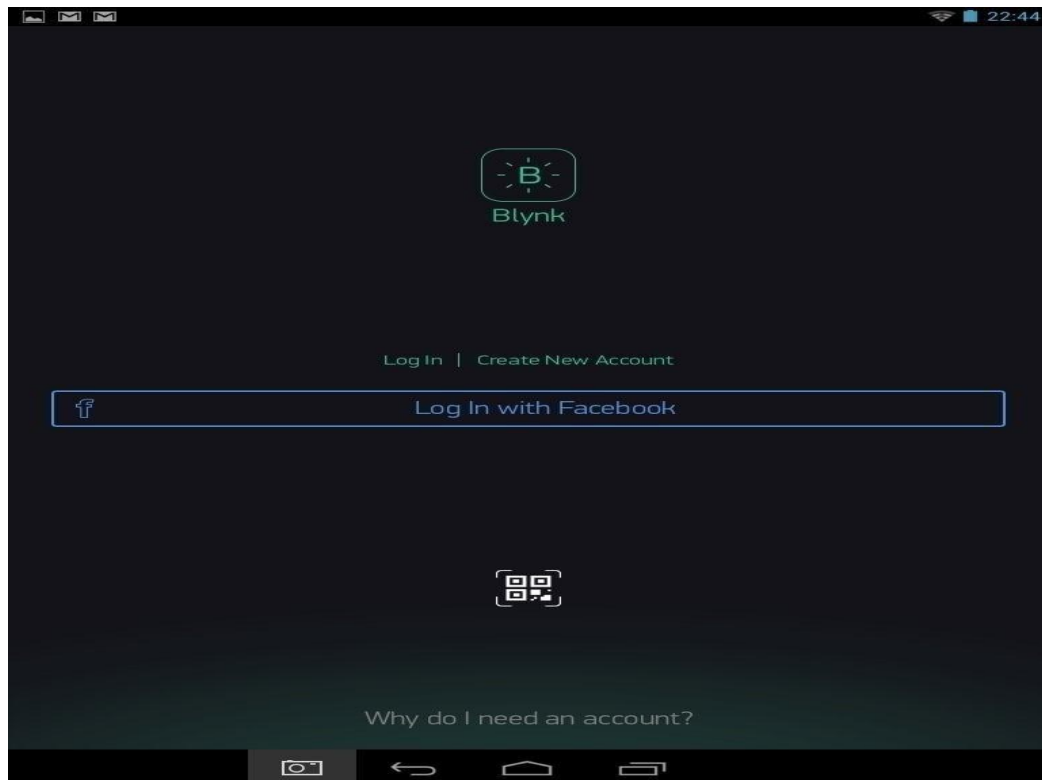 22:44
B
Blynk
Log In | Create New Account
f Log In with Facebook
Why do I need an account?